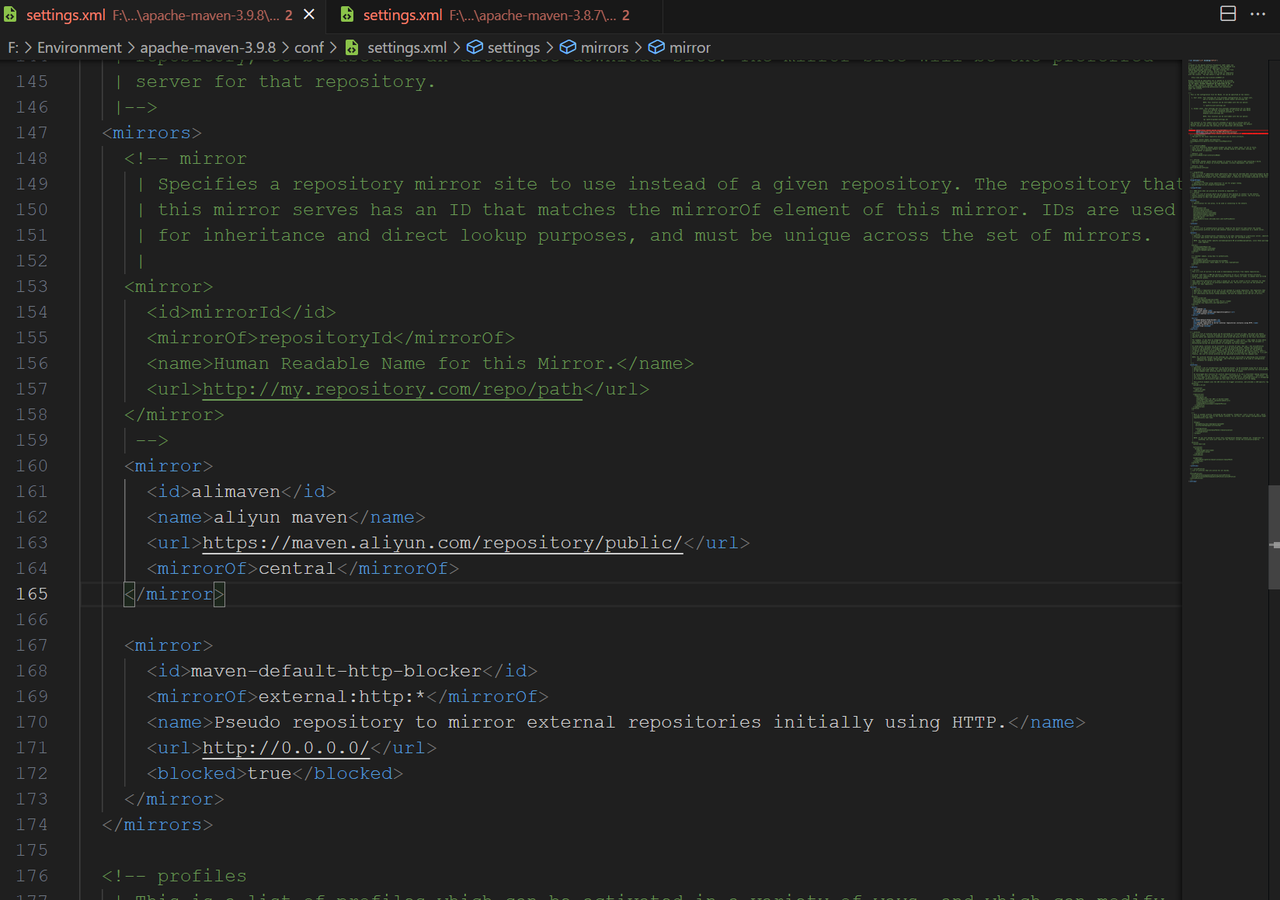 settings.xml F:\...\apache-maven-3.9.8\... 2
settings.xml F:\...\apache-maven-3.8.7\... 2
F: > Environment > apache-maven-3.9.8 > conf > settings.xml > settings > mirrors > mirror
145 | server for that repository.
146 |-->
147 <mirrors>
148 <!-- mirror
149 | Specifies a repository mirror site to use instead of a given repository. The repository that
150 | this mirror serves has an ID that matches the mirrorOf element of this mirror. IDs are used
151 | for inheritance and direct lookup purposes, and must be unique across the set of mirrors.
152 |
153 <mirror>
154 <id>mirrorId</id>
155 <mirrorOf>repositoryId</mirrorOf>
156 <name>Human Readable Name for this Mirror.</name>
157 <url>http://my.repository.com/repo/path</url>
158 </mirror>
159 -->
160 <mirror>
161 <id>alimaven</id>
162 <name>aliyun maven</name>
163 <url>https://maven.aliyun.com/repository/public/</url>
164 <mirrorOf>central</mirrorOf>
165 </mirror>
166
167 <mirror>
168 <id>maven-default-http-blocker</id>
169 <mirrorOf>external:http:*</mirrorOf>
170 <name>Pseudo repository to mirror external repositories initially using HTTP.</name>
171 <url>http://0.0.0.0/</url>
172 <blocked>true</blocked>
173 </mirror>
174 </mirrors>
175
176 <!-- profiles